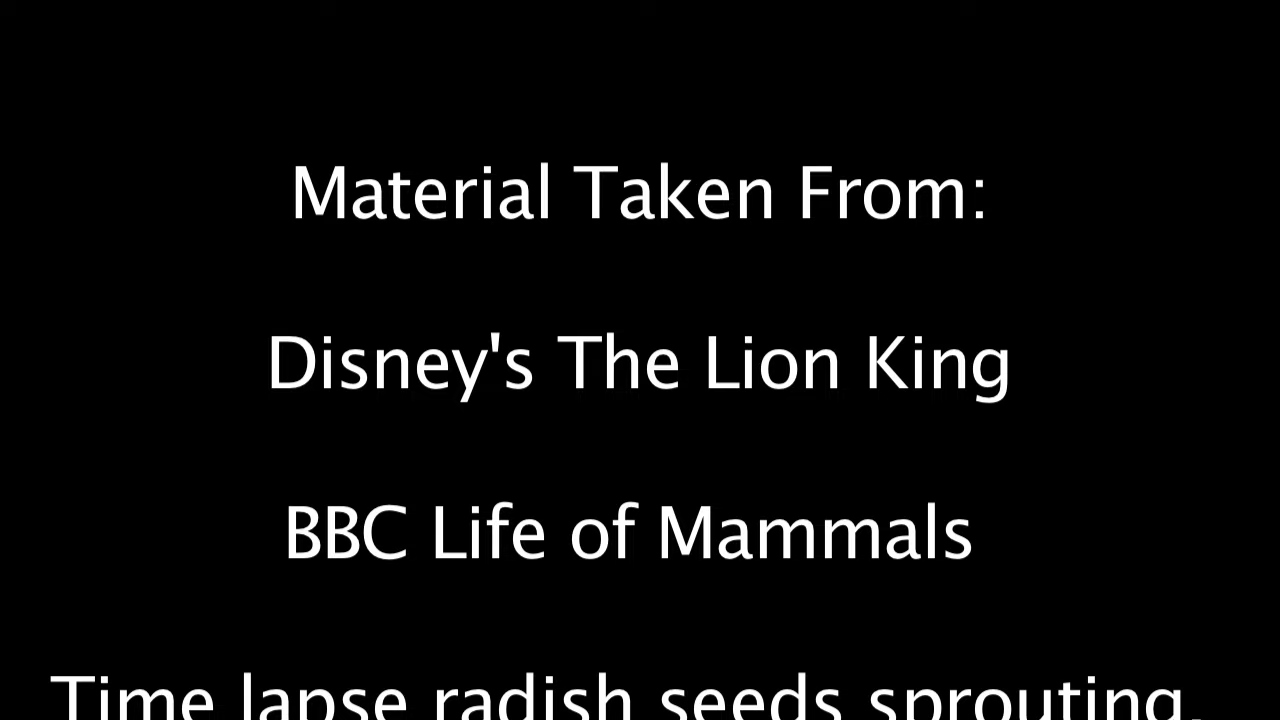 Material Taken From:
Disney's The Lion King
BBC Life of Mammals
Time lapse radish seeds sprouting,